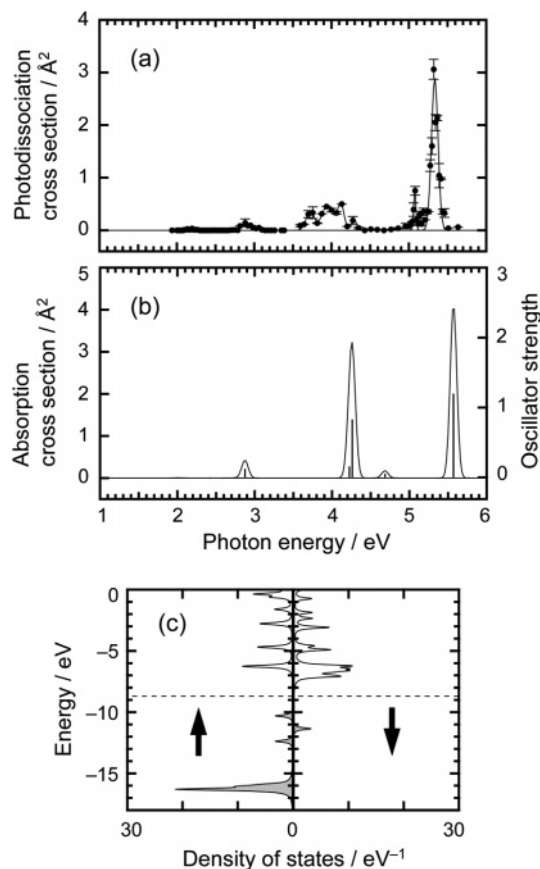 4
3
2
1
0
(a)
Photodissociation
cross section / Å²
5
4
3
2
1
0
(b)
Absorption
cross section / Å²
3
2
1
0
Oscillator strength
1 2 3 4 5 6
Photon energy / eV
0
−5
−10
−15
(c)
Energy / eV
30 0 30
Density of states / eV⁻¹